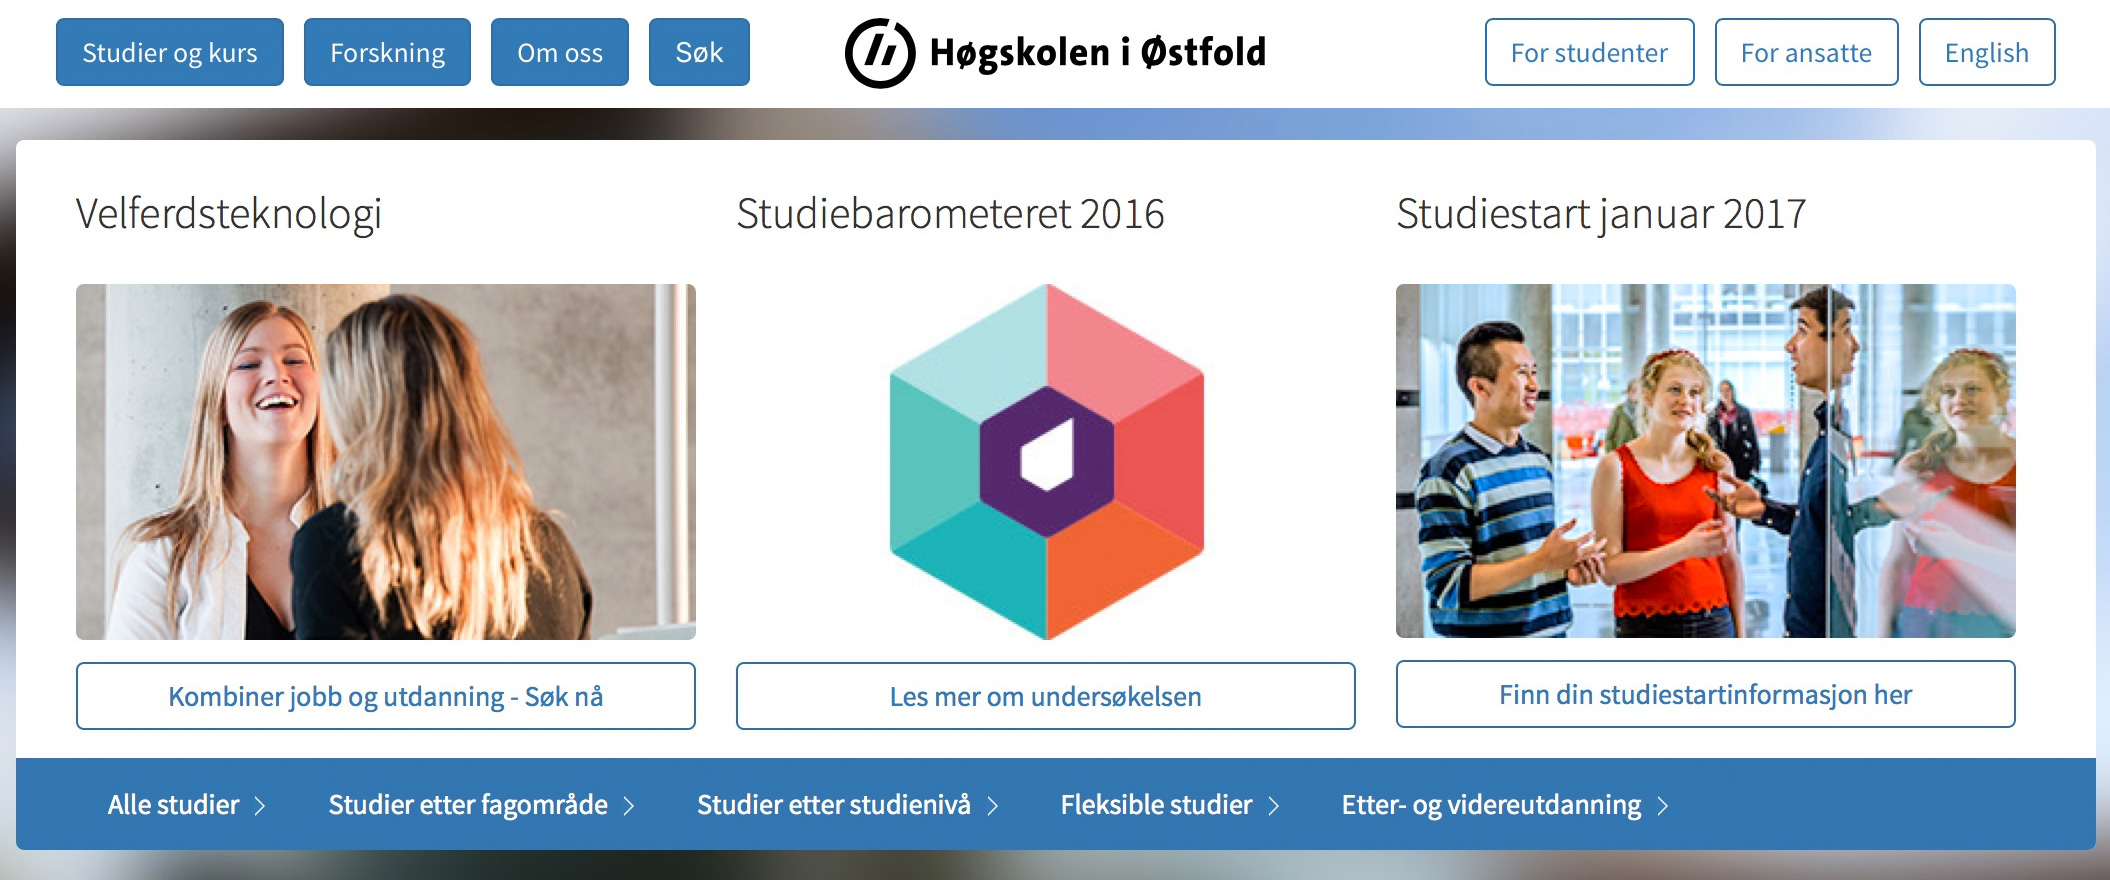 Studier og kurs
Forskning
Om oss
Søk
Høgskolen i Østfold
For studenter
For ansatte
English
Velferdsteknologi
Studiebarometeret 2016
Studiestart januar 2017
Kombiner jobb og utdanning - Søk nå
Les mer om undersøkelsen
Finn din studiestartinformasjon her
Alle studier
Studier etter fagområde
Studier etter studienivå
Fleksible studier
Etter- og videreutdanning